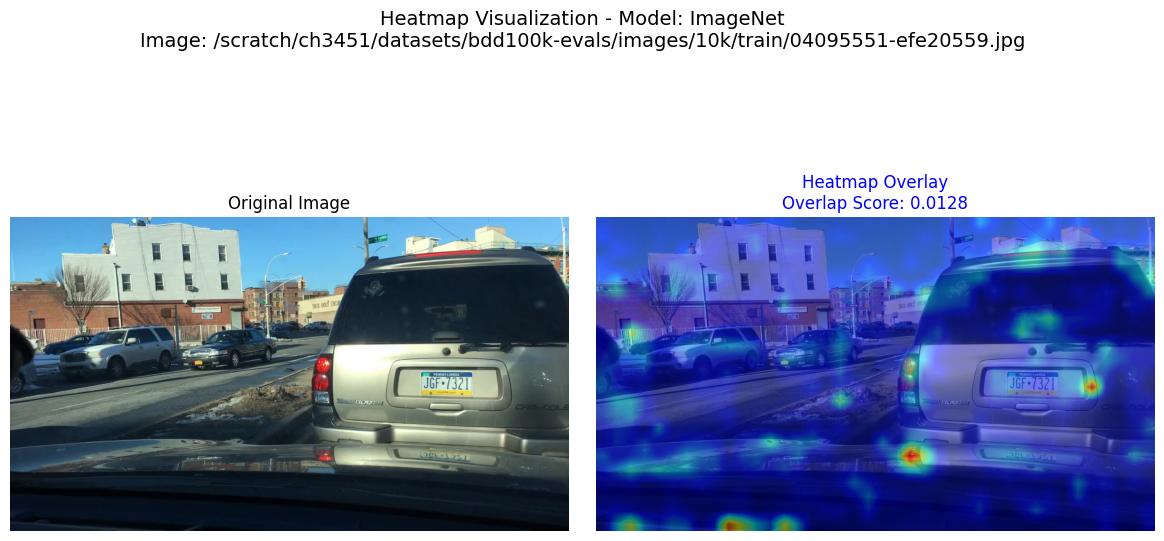 Heatmap Visualization - Model: ImageNet
Image: /scratch/ch3451/datasets/bdd100k-evals/images/10k/train/04095551-efe20559.jpg
Original Image
Heatmap Overlay
Overlap Score: 0.0128
JGF•7321
CHEVROLET
JGF•7321